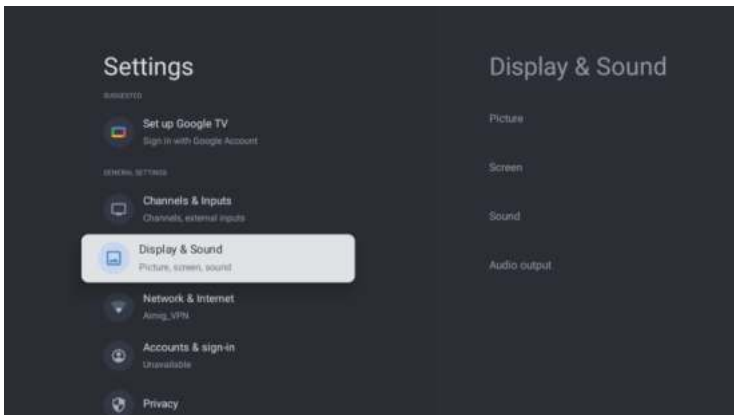 Settings
SUGGESTED
Set up Google TV
Sign in with Google Account
GENERAL SETTINGS
Channels & Inputs
Channels, external inputs
Display & Sound
Picture, screen, sound
Network & Internet
Aimig_VPN
Accounts & sign-in
Unavailable
Privacy
Display & Sound
Picture
Screen
Sound
Audio output